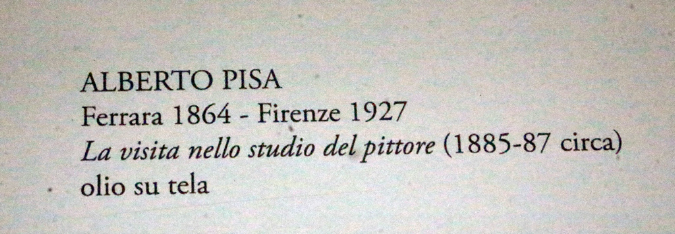 ALBERTO PISA
Ferrara 1864 - Firenze 1927
La visita nello studio del pittore (1885-87 circa)
olio su tela